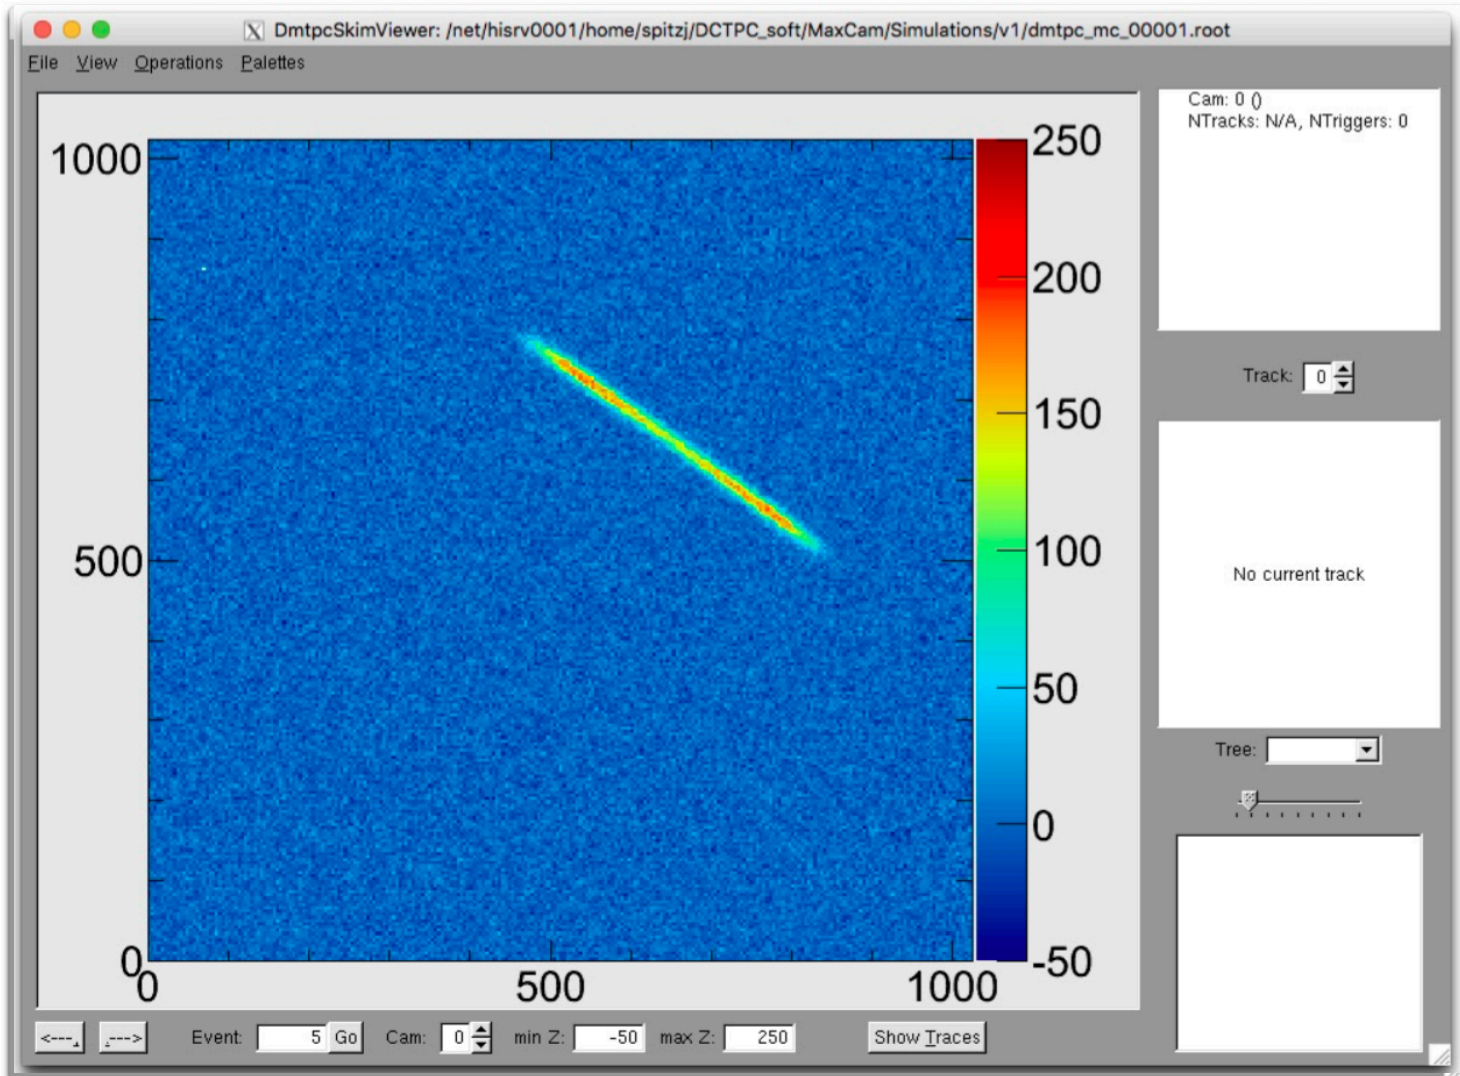 DmtpcSkimViewer: /net/hisrv0001/home/spitzj/DCTPC_soft/MaxCam/Simulations/v1/dmtpc_mc_00001.root
File View Operations Palettes
Cam: 0 ()
NTracks: N/A, NTriggers: 0
1000
500
0
0 500 1000
250
200
150
100
50
0
-50
Track: 0
No current track
Tree:
<---. .---> Event: 5 Go Cam: 0 min Z: -50 max Z: 250 Show Traces